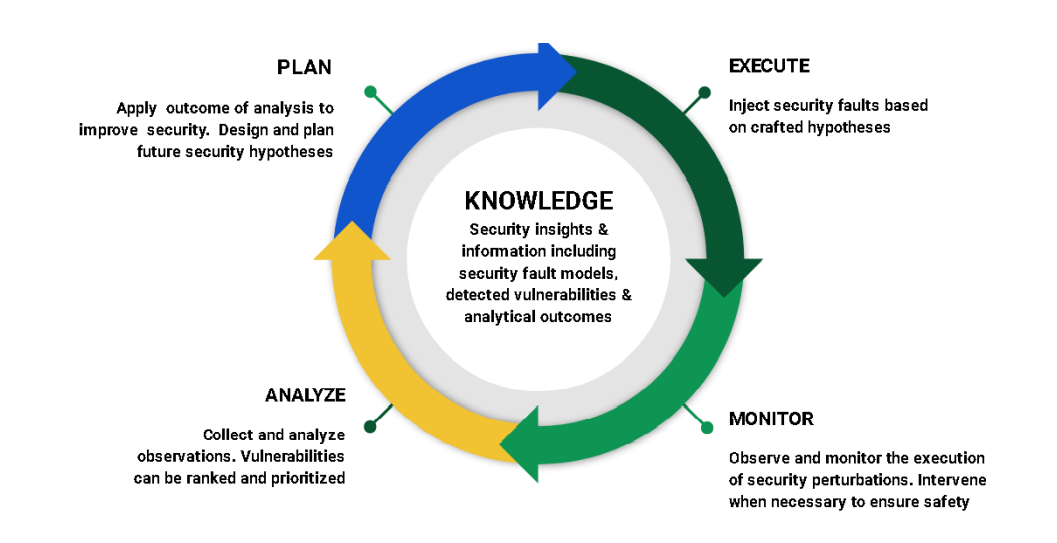 PLAN
Apply outcome of analysis to
improve security. Design and plan
future security hypotheses
EXECUTE
Inject security faults based
on crafted hypotheses
KNOWLEDGE
Security insights &
information including
security fault models,
detected vulnerabilities &
analytical outcomes
ANALYZE
Collect and analyze
observations. Vulnerabilities
can be ranked and prioritized
MONITOR
Observe and monitor the execution
of security perturbations. Intervene
when necessary to ensure safety